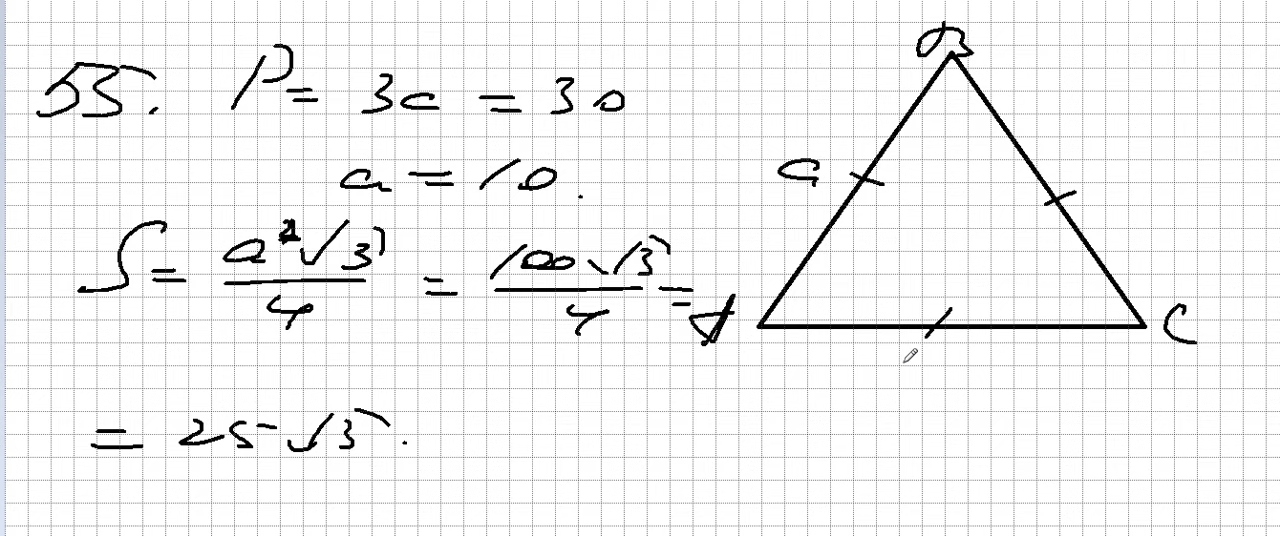 55. P = 3a = 30
a = 10.
S = a²√3/4 = 100√3/4 =
= 25√3.
B
a
A
C